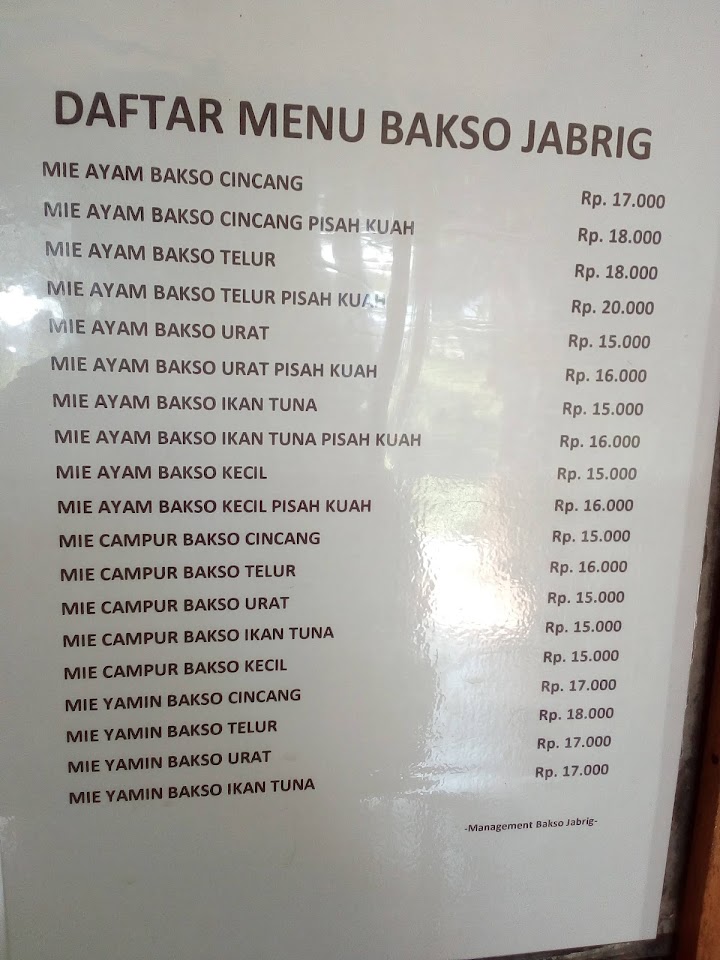 DAFTAR MENU BAKSO JABRIG
MIE AYAM BAKSO CINCANG Rp. 17.000
MIE AYAM BAKSO CINCANG PISAH KUAH Rp. 18.000
MIE AYAM BAKSO TELUR Rp. 18.000
MIE AYAM BAKSO TELUR PISAH KUAH Rp. 20.000
MIE AYAM BAKSO URAT Rp. 15.000
MIE AYAM BAKSO URAT PISAH KUAH Rp. 16.000
MIE AYAM BAKSO IKAN TUNA Rp. 15.000
MIE AYAM BAKSO IKAN TUNA PISAH KUAH Rp. 16.000
MIE AYAM BAKSO KECIL Rp. 15.000
MIE AYAM BAKSO KECIL PISAH KUAH Rp. 16.000
MIE CAMPUR BAKSO CINCANG Rp. 15.000
MIE CAMPUR BAKSO TELUR Rp. 16.000
MIE CAMPUR BAKSO URAT Rp. 15.000
MIE CAMPUR BAKSO IKAN TUNA Rp. 15.000
MIE CAMPUR BAKSO KECIL Rp. 15.000
MIE YAMIN BAKSO CINCANG Rp. 17.000
MIE YAMIN BAKSO TELUR Rp. 18.000
MIE YAMIN BAKSO URAT Rp. 17.000
MIE YAMIN BAKSO IKAN TUNA Rp. 17.000
-Management Bakso Jabrig-